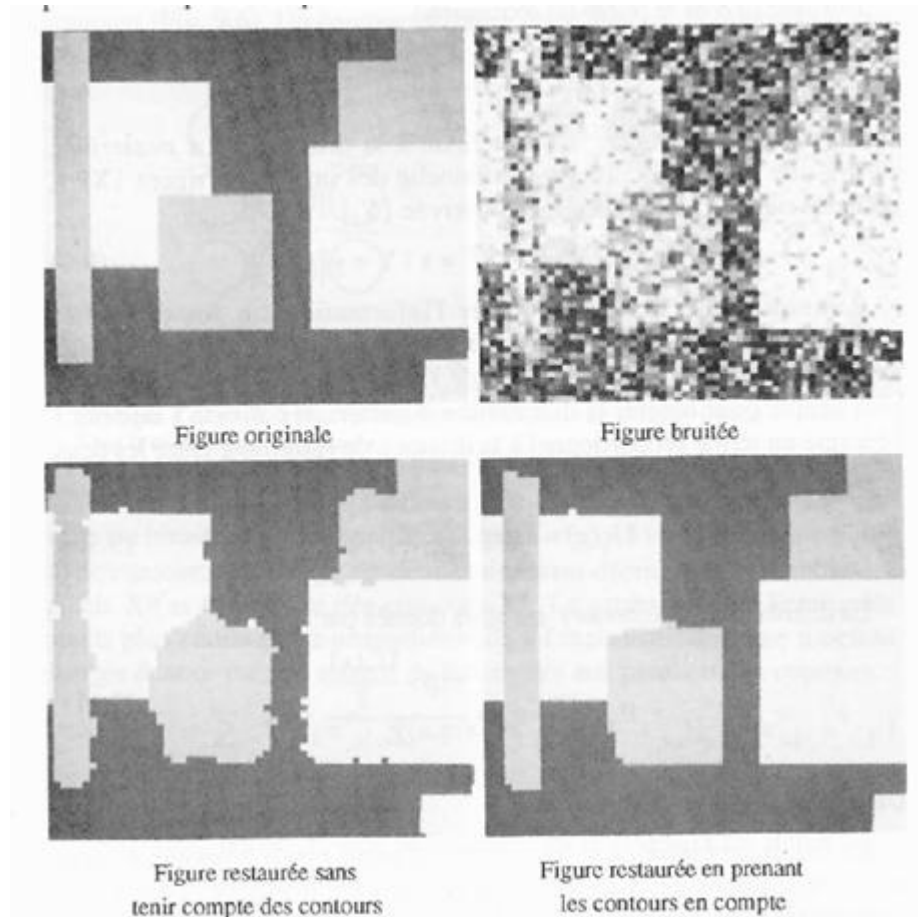 Figure originale
Figure bruitée
Figure restaurée sans
tenir compte des contours
Figure restaurée en prenant
les contours en compte